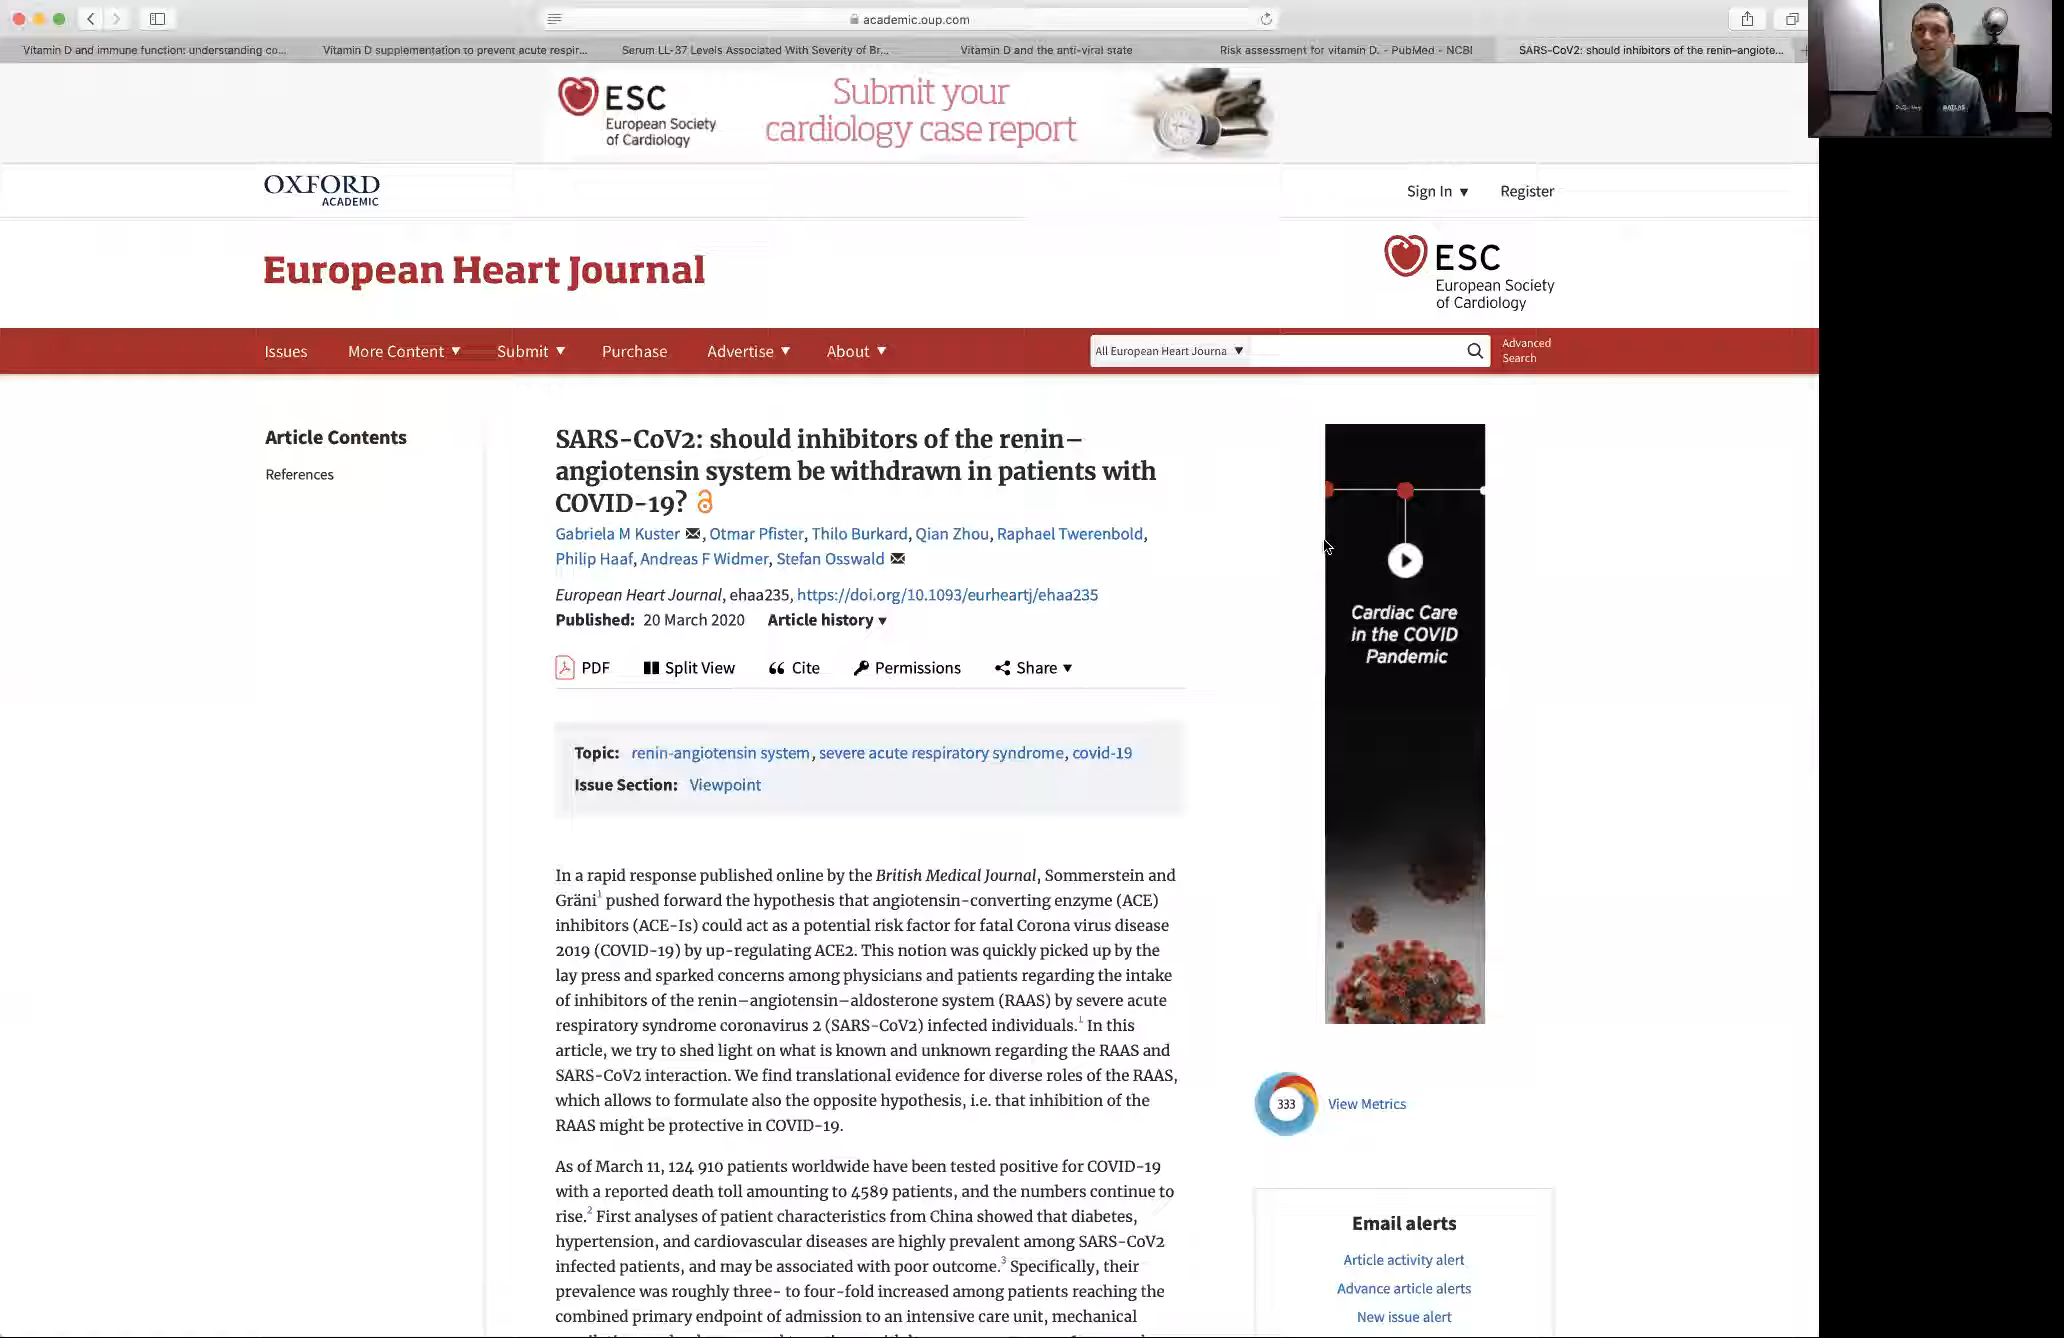 academic.oup.com
Vitamin D and immune function: understanding co...
Vitamin D supplementation to prevent acute respir...
Serum LL-37 Levels Associated With Severity of Br...
Vitamin D and the anti-viral state
Risk assessment for vitamin D. - PubMed - NCBI
SARS-CoV2: should inhibitors of the renin–angiote...
ESC
European Society
of Cardiology
Submit your
cardiology case report
OXFORD
ACADEMIC
Sign In ▼
Register
European Heart Journal
ESC
European Society
of Cardiology
Issues
More Content ▼
Submit ▼
Purchase
Advertise ▼
About ▼
All European Heart Journa ▼
Advanced
Search
Article Contents
References
SARS-CoV2: should inhibitors of the renin–
angiotensin system be withdrawn in patients with
COVID-19?
Gabriela M Kuster , Otmar Pfister, Thilo Burkard, Qian Zhou, Raphael Twerenbold,
Philip Haaf, Andreas F Widmer, Stefan Osswald
European Heart Journal, ehaa235, https://doi.org/10.1093/eurheartj/ehaa235
Published: 20 March 2020 Article history ▼
PDF
Split View
Cite
Permissions
Share ▼
Topic: renin-angiotensin system, severe acute respiratory syndrome, covid-19
Issue Section: Viewpoint
In a rapid response published online by the British Medical Journal, Sommerstein and
Gräni1 pushed forward the hypothesis that angiotensin-converting enzyme (ACE)
inhibitors (ACE-Is) could act as a potential risk factor for fatal Corona virus disease
2019 (COVID-19) by up-regulating ACE2. This notion was quickly picked up by the
lay press and sparked concerns among physicians and patients regarding the intake
of inhibitors of the renin–angiotensin–aldosterone system (RAAS) by severe acute
respiratory syndrome coronavirus 2 (SARS-CoV2) infected individuals.1 In this
article, we try to shed light on what is known and unknown regarding the RAAS and
SARS-CoV2 interaction. We find translational evidence for diverse roles of the RAAS,
which allows to formulate also the opposite hypothesis, i.e. that inhibition of the
RAAS might be protective in COVID-19.
As of March 11, 124 910 patients worldwide have been tested positive for COVID-19
with a reported death toll amounting to 4589 patients, and the numbers continue to
rise.2 First analyses of patient characteristics from China showed that diabetes,
hypertension, and cardiovascular diseases are highly prevalent among SARS-CoV2
infected patients, and may be associated with poor outcome.3 Specifically, their
prevalence was roughly three- to four-fold increased among patients reaching the
combined primary endpoint of admission to an intensive care unit, mechanical
Cardiac Care
in the COVID
Pandemic
333
View Metrics
Email alerts
Article activity alert
Advance article alerts
New issue alert